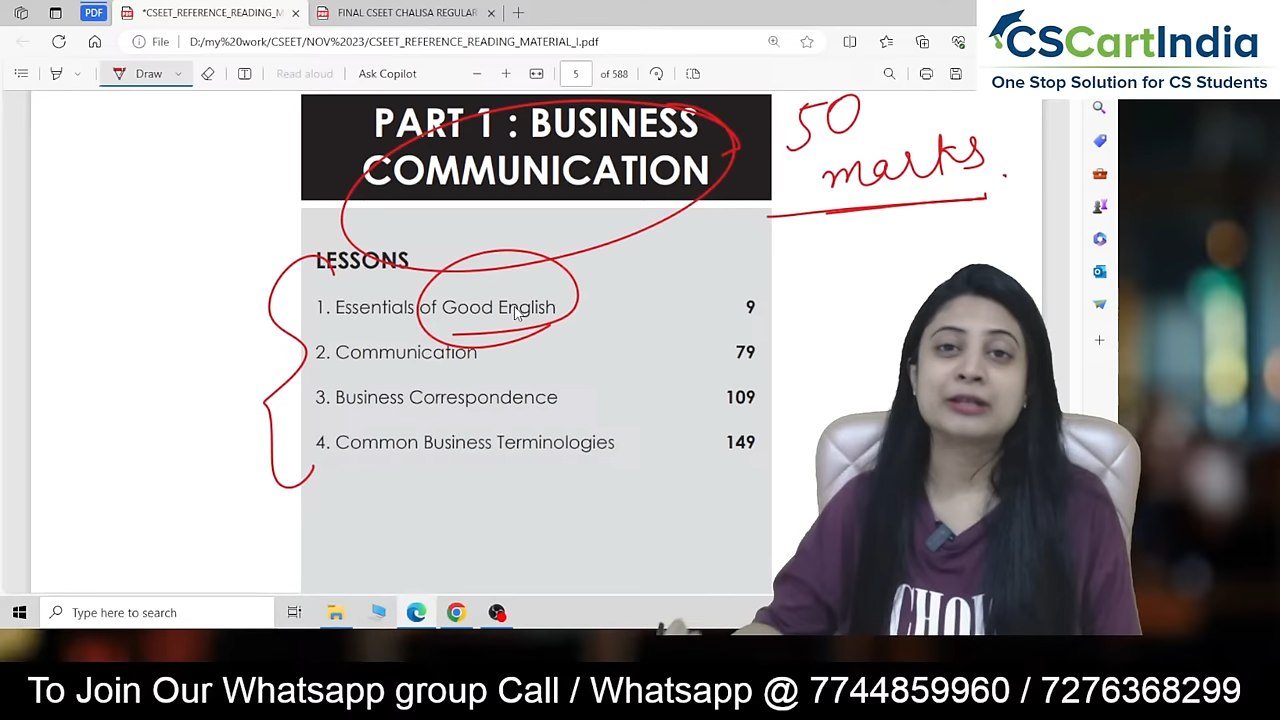 PDF
*CSEET_REFERENCE_READING_M
FINAL CSEET CHALISA REGULAR
File
D:/my%20work/CSEET/NOV%2023/CSEET_REFERENCE_READING_MATERIAL_I.pdf
Draw
Read aloud
Ask Copilot
5
of 588
CSCartIndia
One Stop Solution for CS Students
PART 1 : BUSINESS
COMMUNICATION
50
marks.
LESSONS
1. Essentials of Good English 9
2. Communication 79
3. Business Correspondence 109
4. Common Business Terminologies 149
Type here to search
To Join Our Whatsapp group Call / Whatsapp @ 7744859960 / 7276368299